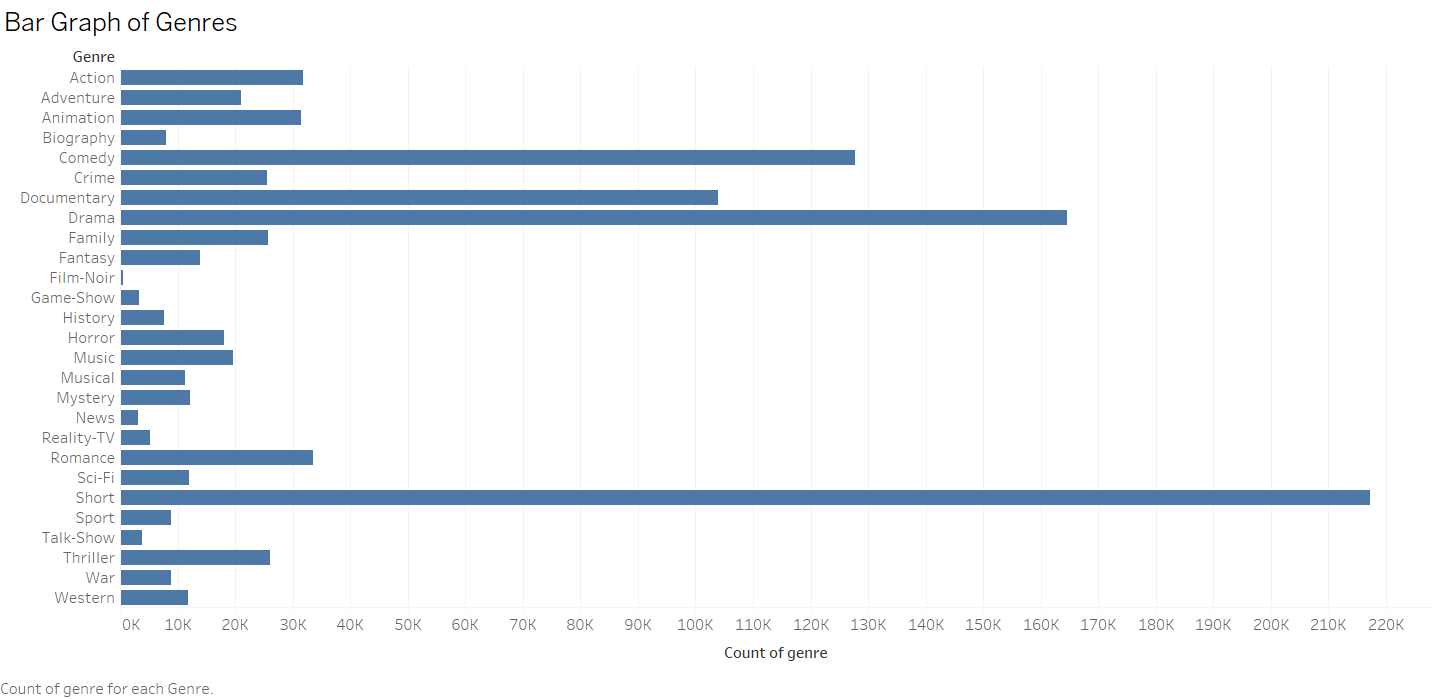 Bar Graph of Genres
Genre
Action
Adventure
Animation
Biography
Comedy
Crime
Documentary
Drama
Family
Fantasy
Film-Noir
Game-Show
History
Horror
Music
Musical
Mystery
News
Reality-TV
Romance
Sci-Fi
Short
Sport
Talk-Show
Thriller
War
Western
0K 10K 20K 30K 40K 50K 60K 70K 80K 90K 100K 110K 120K 130K 140K 150K 160K 170K 180K 190K 200K 210K 220K
Count of genre
Count of genre for each Genre.